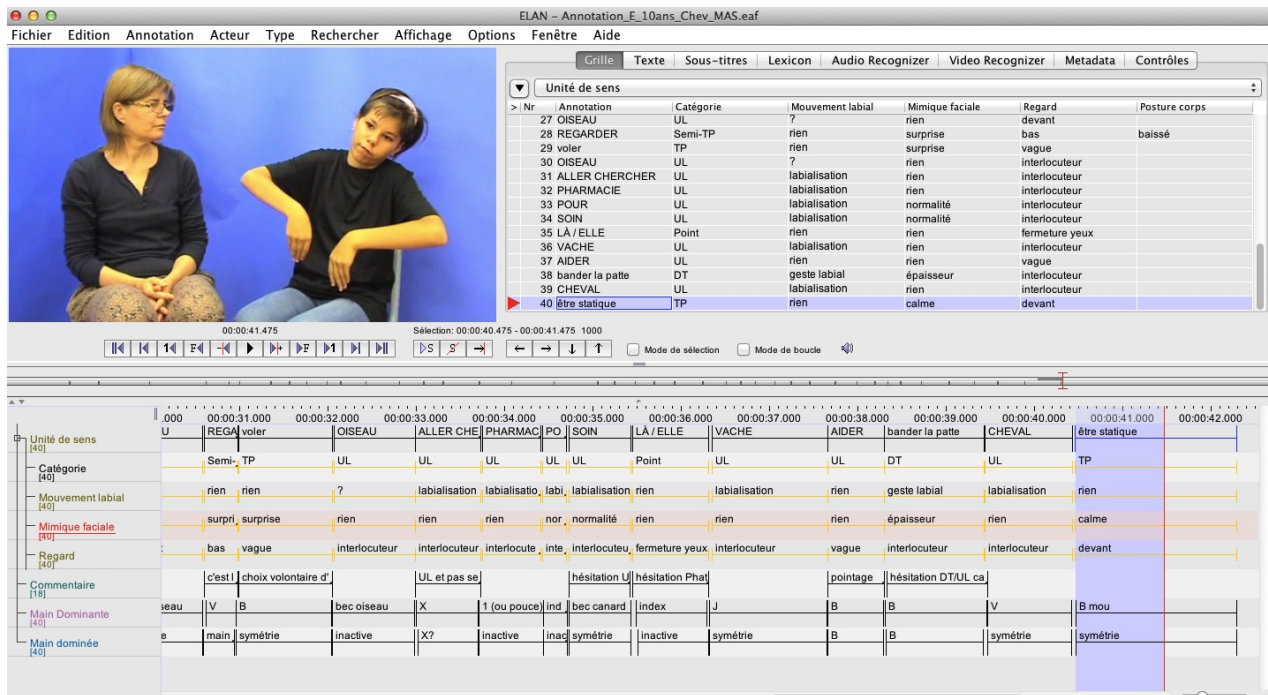 ELAN - Annotation_E_10ans_Chev_MAS.eaf
Fichier Edition Annotation Acteur Type Rechercher Affichage Options Fenêtre Aide
Grille Texte Sous-titres Lexicon Audio Recognizer Video Recognizer Metadata Contrôles
Unité de sens
> Nr Annotation Catégorie Mouvement labial Mimique faciale Regard Posture corps
27 OISEAU UL ? rien devant
28 REGARDER Semi-TP rien surprise bas baissé
29 voler TP rien surprise vague
30 OISEAU UL ? rien interlocuteur
31 ALLER CHERCHER UL labialisation rien interlocuteur
32 PHARMACIE UL labialisation rien interlocuteur
33 POUR UL labialisation normalité interlocuteur
34 SOIN UL labialisation normalité interlocuteur
35 LÀ / ELLE Point rien rien fermeture yeux
36 VACHE UL labialisation rien interlocuteur
37 AIDER UL rien rien vague
38 bander la patte DT geste labial épaisseur interlocuteur
39 CHEVAL UL labialisation rien interlocuteur
40 être statique TP rien calme devant
00:00:41.475 Sélection: 00:00:40.475 - 00:00:41.475 1000
Mode de sélection Mode de boucle
.000 00:00:31.000 00:00:32.000 00:00:33.000 00:00:34.000 00:00:35.000 00:00:36.000 00:00:37.000 00:00:38.000 00:00:39.000 00:00:40.000 00:00:41.000 00:00:42.000
Unité de sens [40] U REGA voler OISEAU ALLER CHE PHARMAC PO SOIN LÀ / ELLE VACHE AIDER bander la patte CHEVAL être statique
Catégorie [40] Semi- TP UL UL UL UL UL Point UL UL DT UL TP
Mouvement labial [40] rien rien ? labialisation labialisatio labi labialisation rien labialisation rien geste labial labialisation rien
Mimique faciale [40] surpri surprise rien rien rien nor normalité rien rien rien épaisseur rien calme
Regard [40] bas vague interlocuteur interlocuteur interlocute inte interlocuteu fermeture yeux interlocuteur vague interlocuteur interlocuteur devant
Commentaire [18] c'est l choix volontaire d' UL et pas se hésitation U hésitation Phat pointage hésitation DT/UL ca
Main Dominante [40] seau V B bec oiseau X 1 (ou pouce) ind bec canard index J B B V B mou
Main dominée [40] e main symétrie inactive X? inactive inac symétrie inactive symétrie B B symétrie symétrie